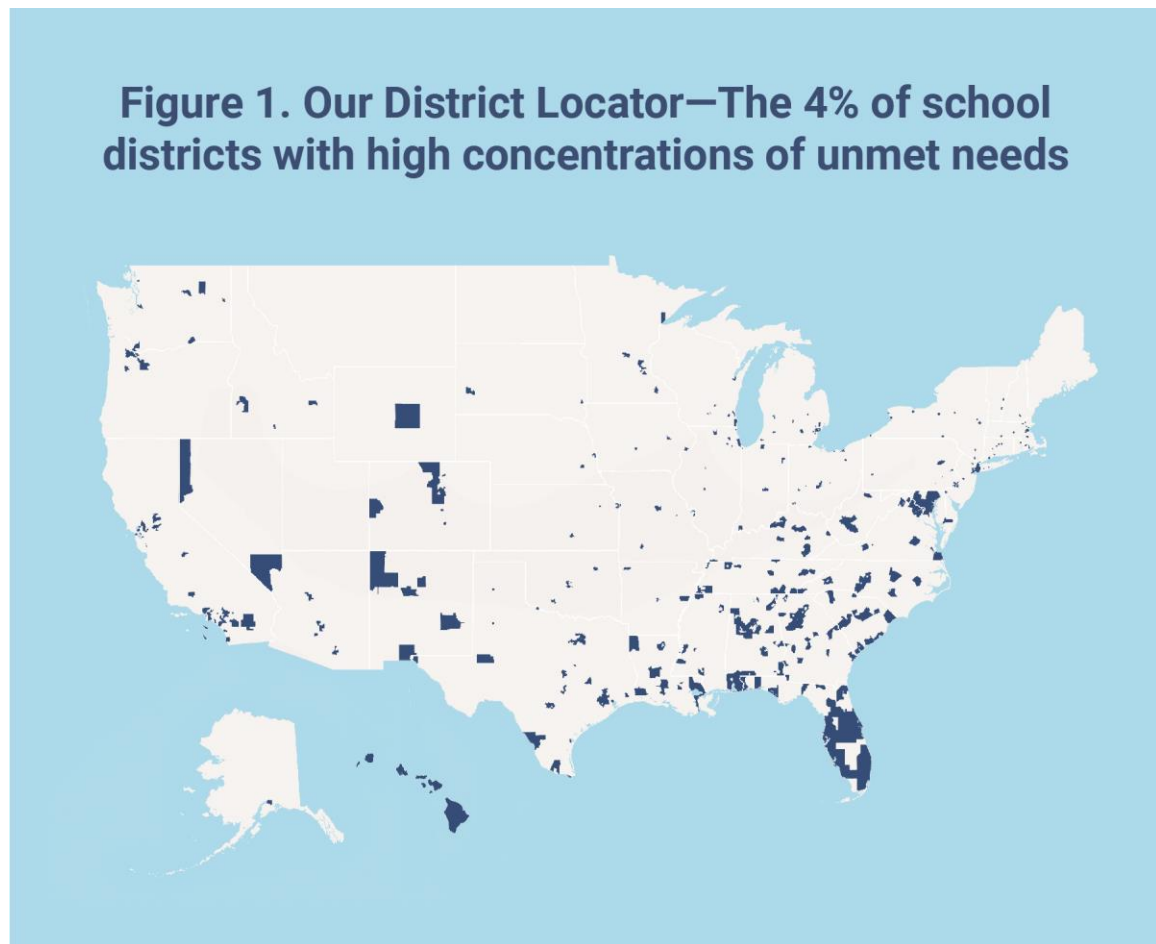 Figure 1. Our District Locator—The 4% of school
districts with high concentrations of unmet needs